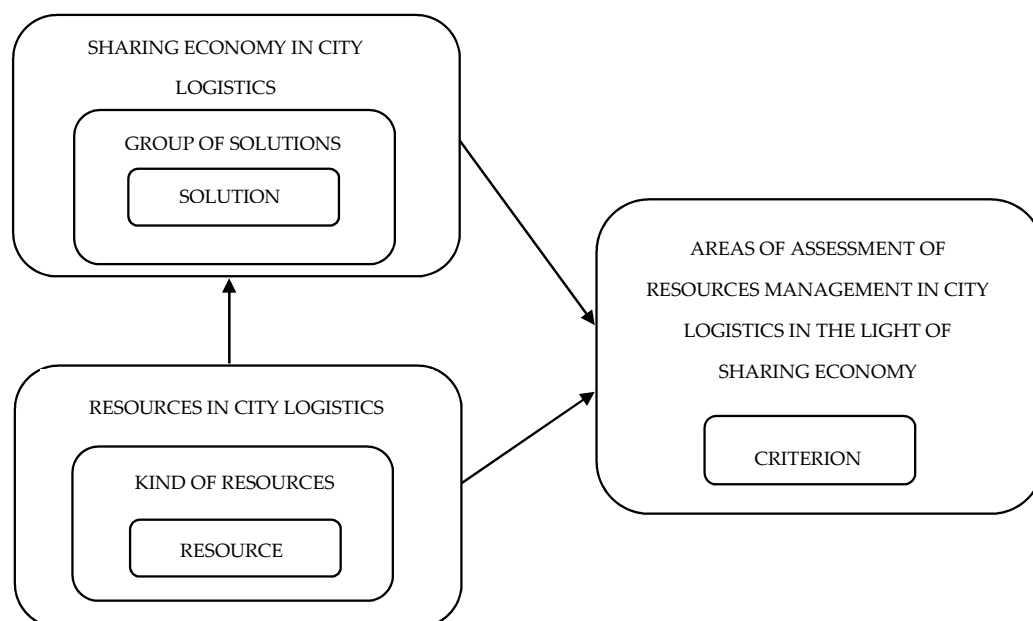 SHARING ECONOMY IN CITY
LOGISTICS
GROUP OF SOLUTIONS
SOLUTION
RESOURCES IN CITY LOGISTICS
KIND OF RESOURCES
RESOURCE
AREAS OF ASSESSMENT OF
RESOURCES MANAGEMENT IN CITY
LOGISTICS IN THE LIGHT OF
SHARING ECONOMY
CRITERION